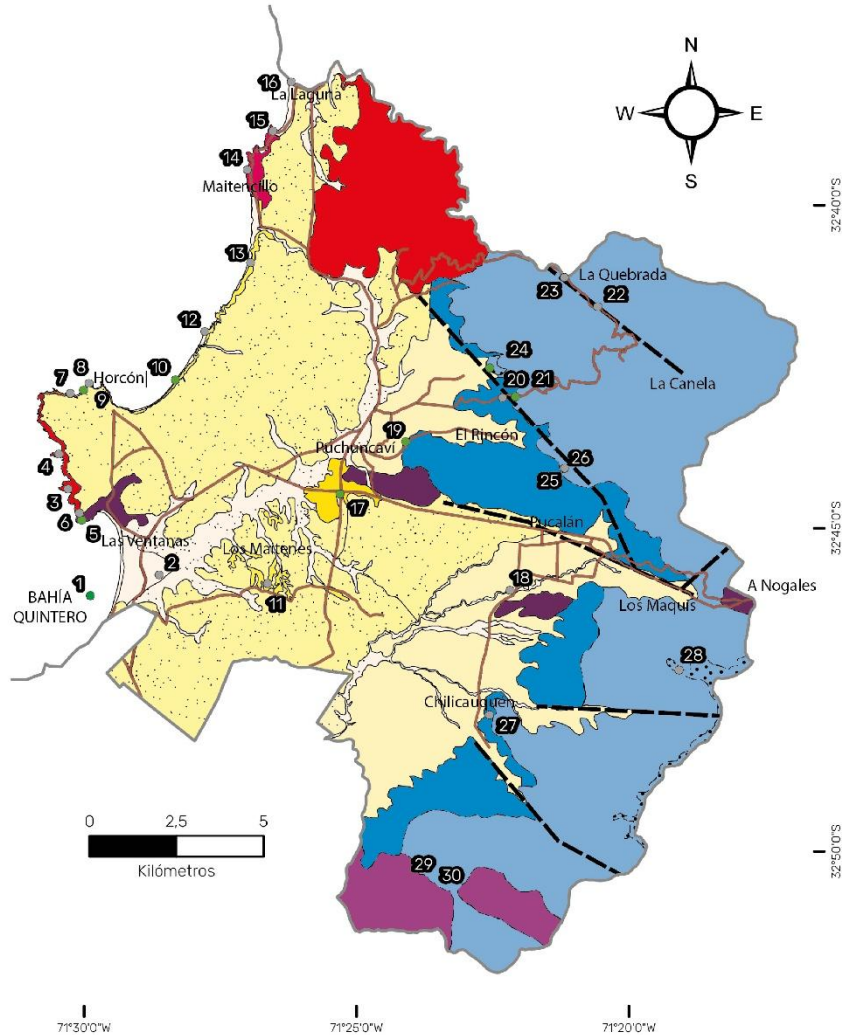 N
W E
S
16
La Laguna
15
14
Maitencillo
32°40'0"S
13
La Quebrada
23
22
12
24
8
7
Horcón
10
9
20
21
La Canela
19
El Rincón
4
Puchuncaví
26
3
25
17
6
5
Pucalán
32°45'0"S
Las Ventanas
Los Maitenes
2
18
1
11
A Nogales
BAHÍA
QUINTERO
Los Maquis
28
Chilicauquen
27
0 2,5 5
Kilómetros
29
30
32°50'0"S
71°30'0"W 71°25'0"W 71°20'0"W